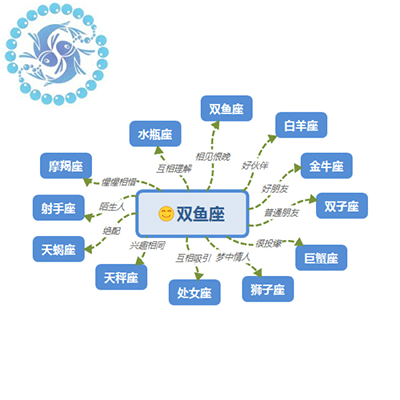 双鱼座
水瓶座
白羊座
相见恨晚
摩羯座
互相理解
好伙伴
金牛座
惺惺相惜
好朋友
射手座
陌生人
双鱼座
普通朋友
双子座
天蝎座
绝配
兴趣相同
很投缘
天秤座
互相吸引
梦中情人
巨蟹座
处女座
狮子座